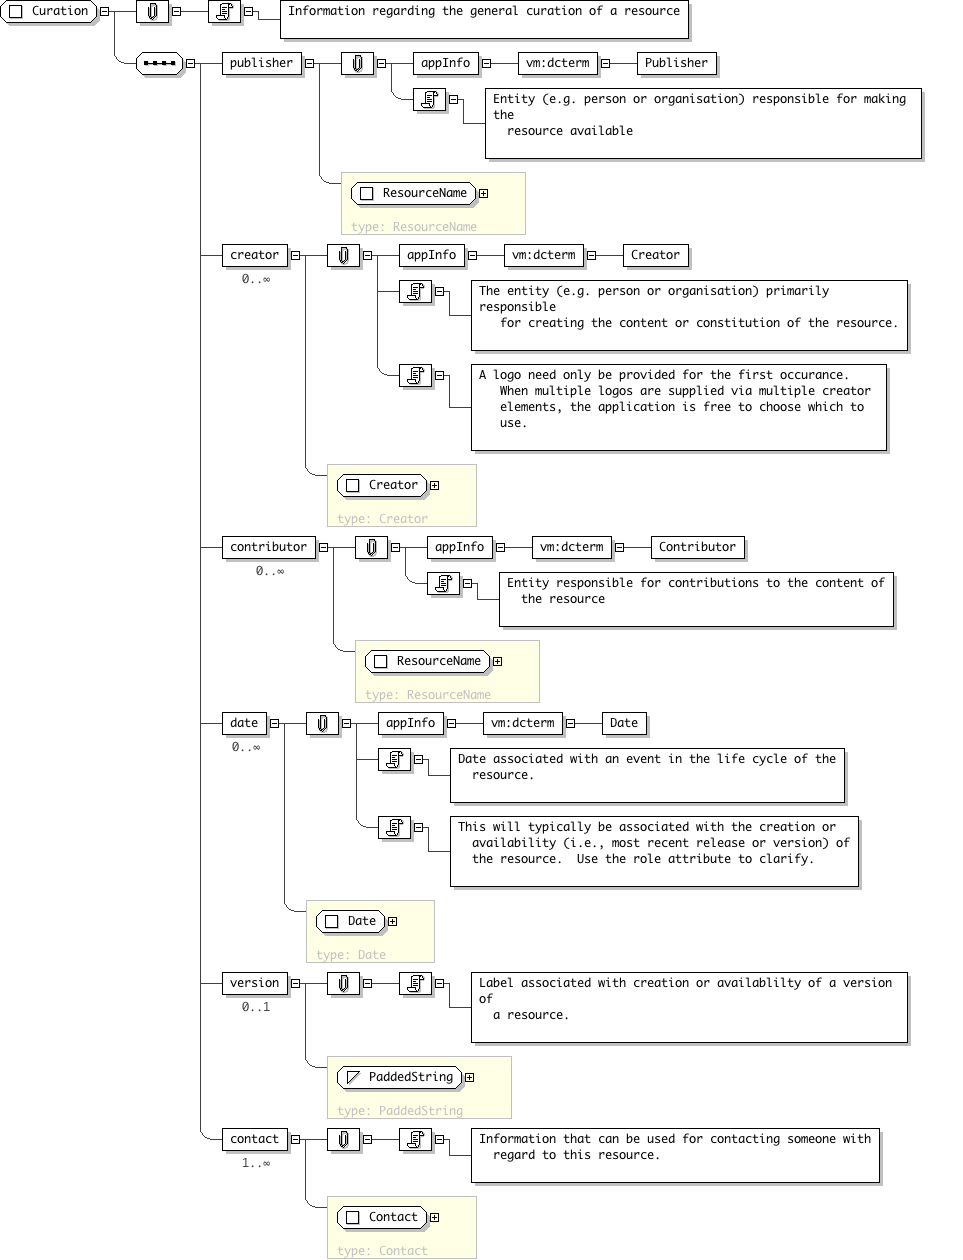 Curation
Information regarding the general curation of a resource
publisher
appInfo
vm:dcterm
Publisher
Entity (e.g. person or organisation) responsible for making
the
resource available
ResourceName
type: ResourceName
creator
0..∞
appInfo
vm:dcterm
Creator
The entity (e.g. person or organisation) primarily
responsible
for creating the content or constitution of the resource.
A logo need only be provided for the first occurance.
When multiple logos are supplied via multiple creator
elements, the application is free to choose which to
use.
Creator
type: Creator
contributor
0..∞
appInfo
vm:dcterm
Contributor
Entity responsible for contributions to the content of
the resource
ResourceName
type: ResourceName
date
0..∞
appInfo
vm:dcterm
Date
Date associated with an event in the life cycle of the
resource.
This will typically be associated with the creation or
availability (i.e., most recent release or version) of
the resource.  Use the role attribute to clarify.
Date
type: Date
version
0..1
Label associated with creation or availablilty of a version
of
a resource.
PaddedString
type: PaddedString
contact
1..∞
Information that can be used for contacting someone with
regard to this resource.
Contact
type: Contact